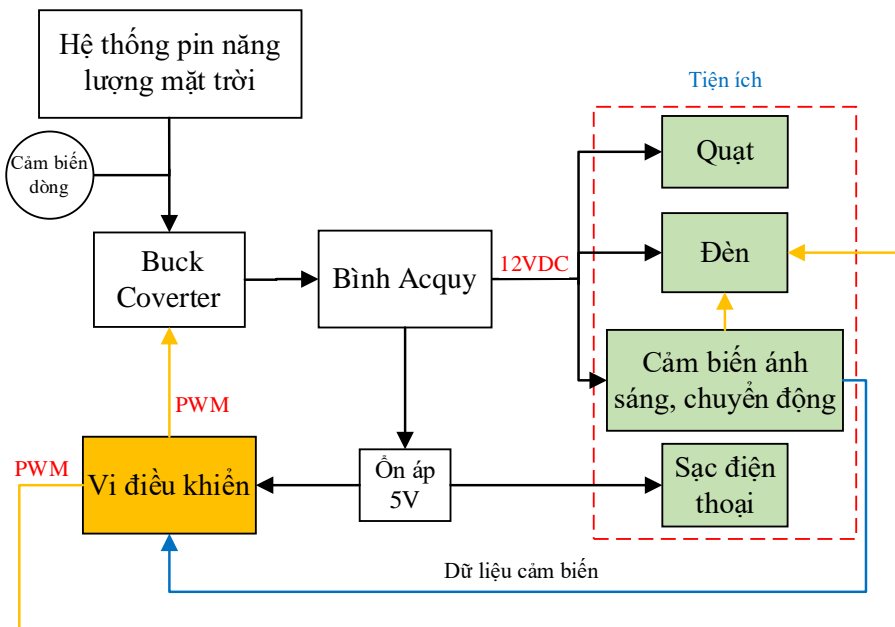 Hệ thống pin năng
lượng mặt trời
Tiện ích
Cảm biến
dòng
Quạt
Buck
Coverter
Bình Acquy
12VDC
Đèn
Cảm biến ánh
sáng, chuyển động
PWM
PWM
Vi điều khiển
Ổn áp
5V
Sạc điện
thoại
Dữ liệu cảm biến